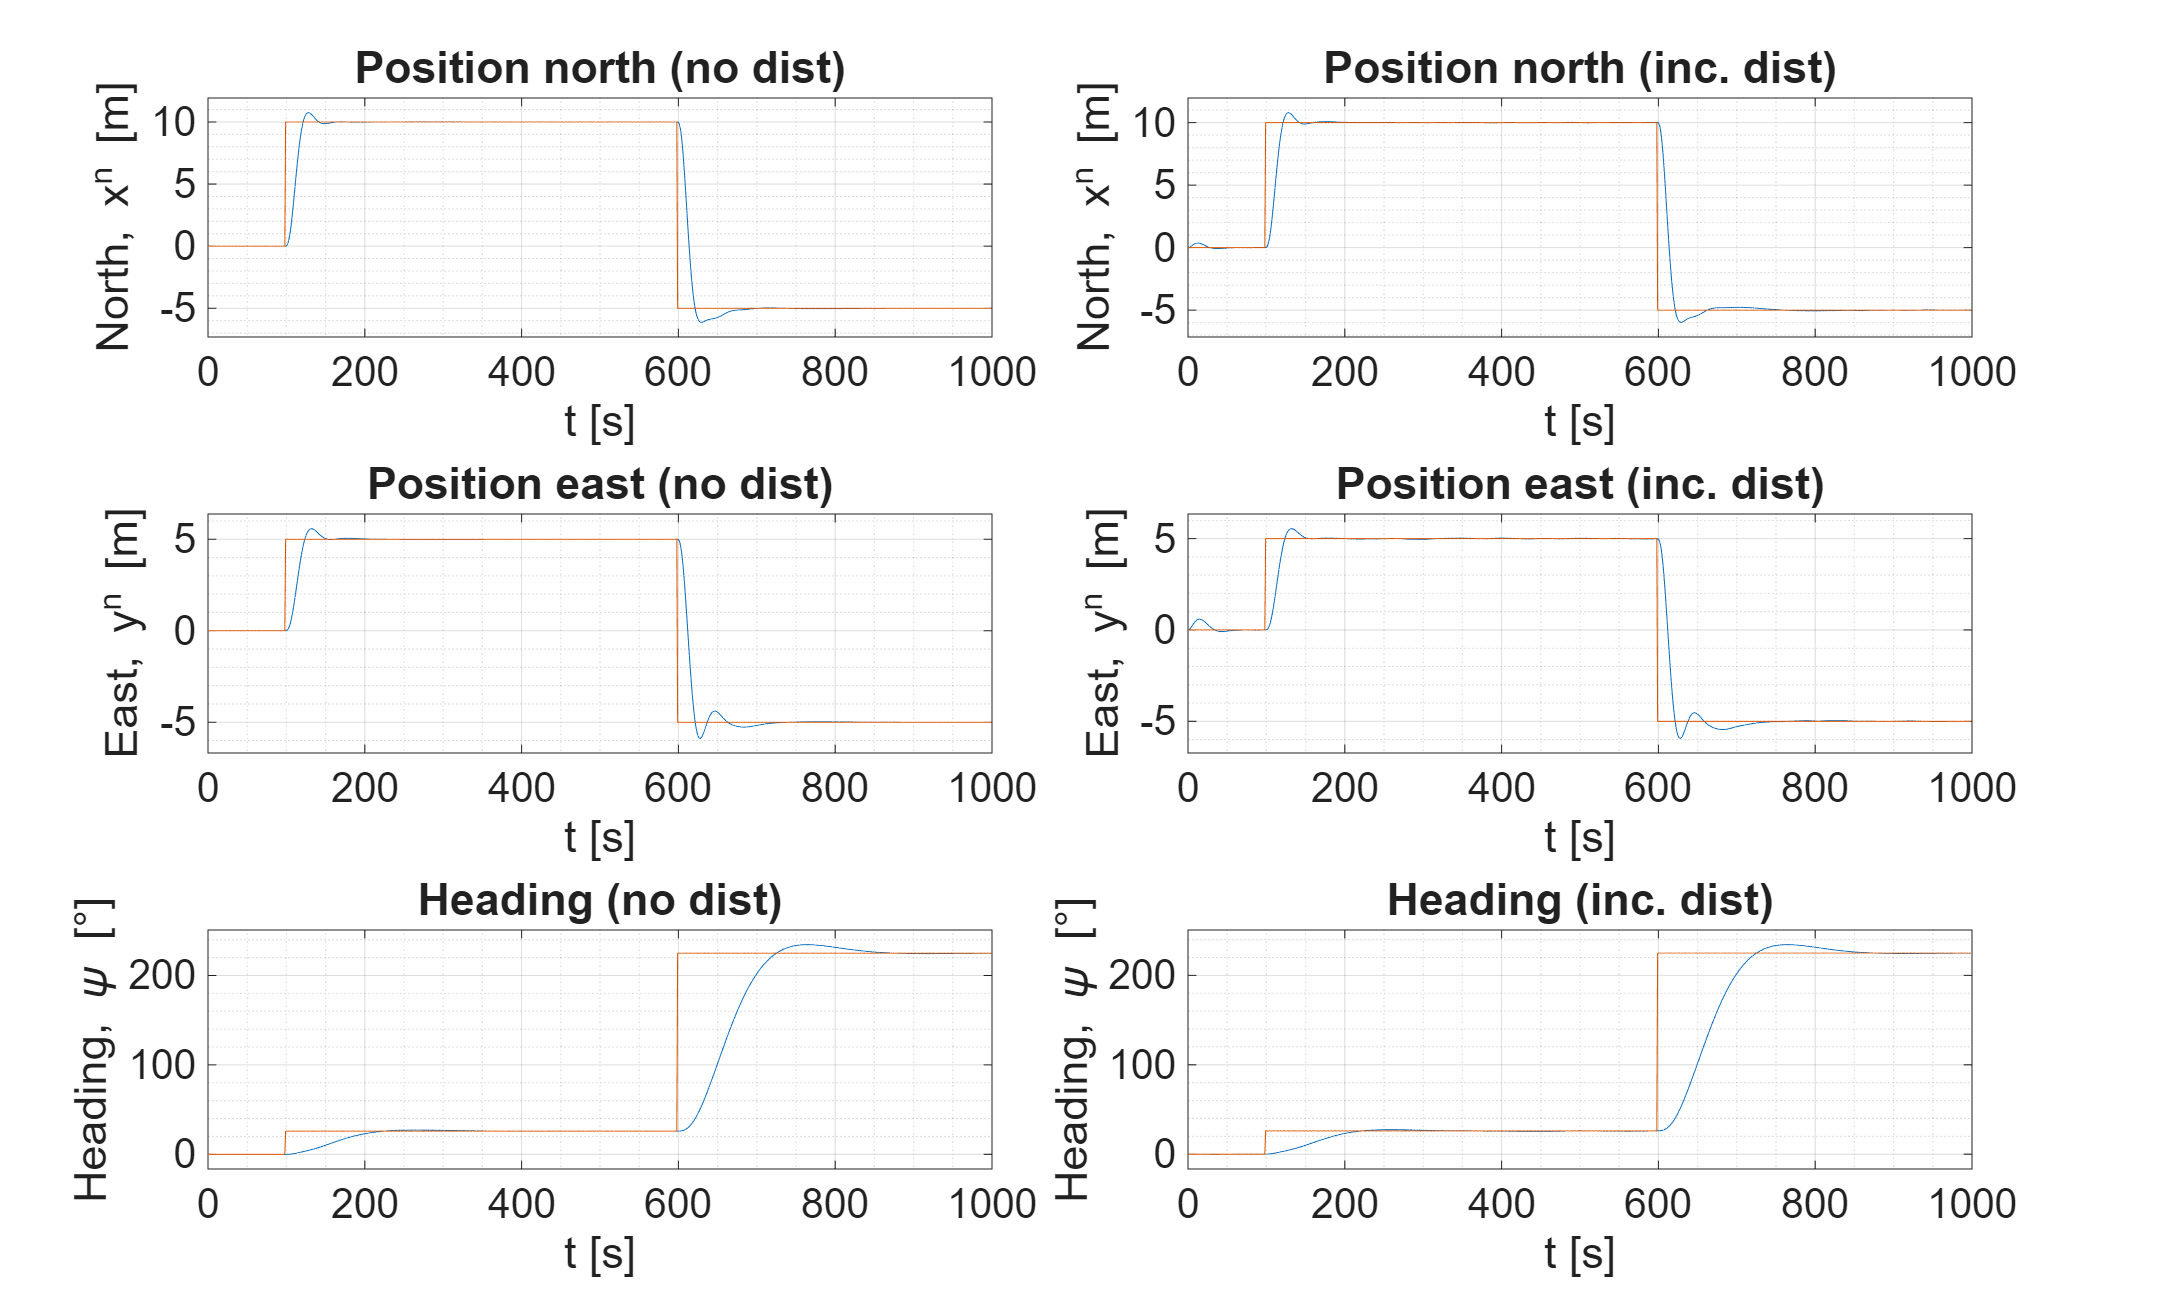 Position north (no dist)
North, xⁿ [m]
10
5
0
-5
0 200 400 600 800 1000
t [s]
Position north (inc. dist)
North, xⁿ [m]
10
5
0
-5
0 200 400 600 800 1000
t [s]
Position east (no dist)
East, yⁿ [m]
5
0
-5
0 200 400 600 800 1000
t [s]
Position east (inc. dist)
East, yⁿ [m]
5
0
-5
0 200 400 600 800 1000
t [s]
Heading (no dist)
Heading, ψ [°]
200
100
0
0 200 400 600 800 1000
t [s]
Heading (inc. dist)
Heading, ψ [°]
200
100
0
0 200 400 600 800 1000
t [s]